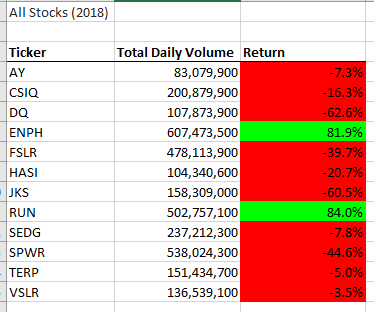 All Stocks (2018)
Ticker Total Daily Volume Return
AY 83,079,900 -7.3%
CSIQ 200,879,900 -16.3%
DQ 107,873,900 -62.6%
ENPH 607,473,500 81.9%
FSLR 478,113,900 -39.7%
HASI 104,340,600 -20.7%
JKS 158,309,000 -60.5%
RUN 502,757,100 84.0%
SEDG 237,212,300 -7.8%
SPWR 538,024,300 -44.6%
TERP 151,434,700 -5.0%
VSLR 136,539,100 -3.5%